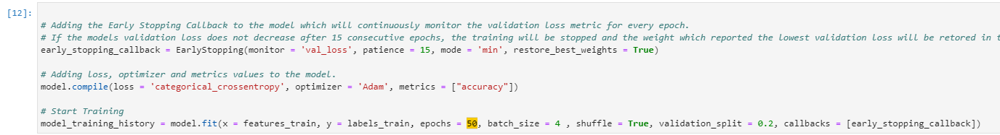 [12]:
# Adding the Early Stopping Callback to the model which will continuously monitor the validation loss metric for every epoch.
# If the models validation loss does not decrease after 15 consecutive epochs, the training will be stopped and the weight which reported the lowest validation loss will be retored in t
early_stopping_callback = EarlyStopping(monitor = 'val_loss', patience = 15, mode = 'min', restore_best_weights = True)
# Adding loss, optimizer and metrics values to the model.
model.compile(loss = 'categorical_crossentropy', optimizer = 'Adam', metrics = ["accuracy"])
# Start Training
model_training_history = model.fit(x = features_train, y = labels_train, epochs = 50, batch_size = 4 , shuffle = True, validation_split = 0.2, callbacks = [early_stopping_callback])